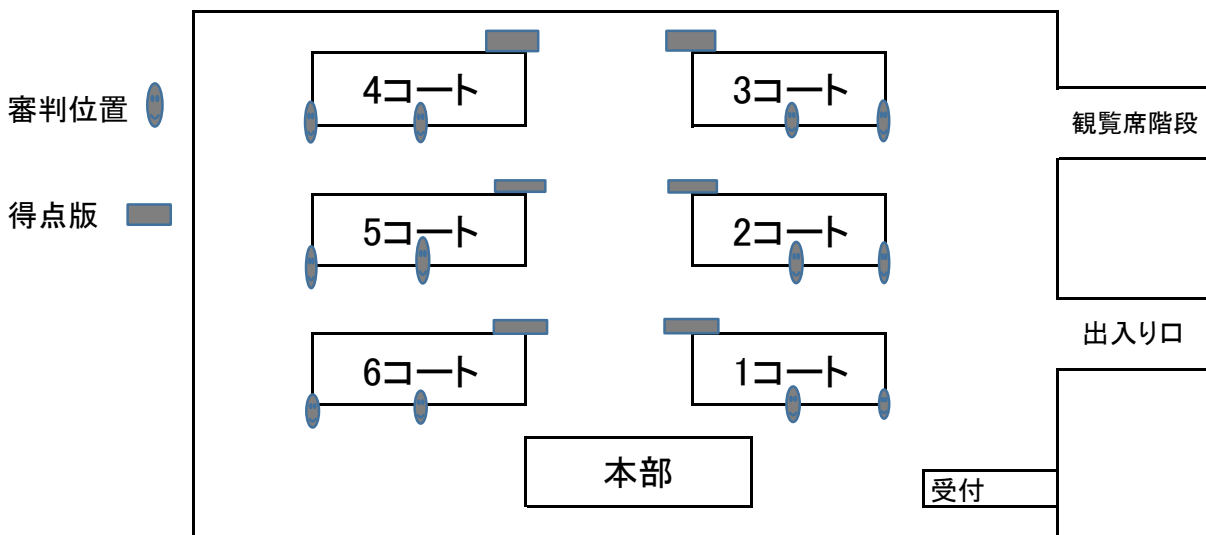 4コート
3コート
審判位置
観覧席階段
得点版
5コート
2コート
出入り口
6コート
1コート
本部
受付